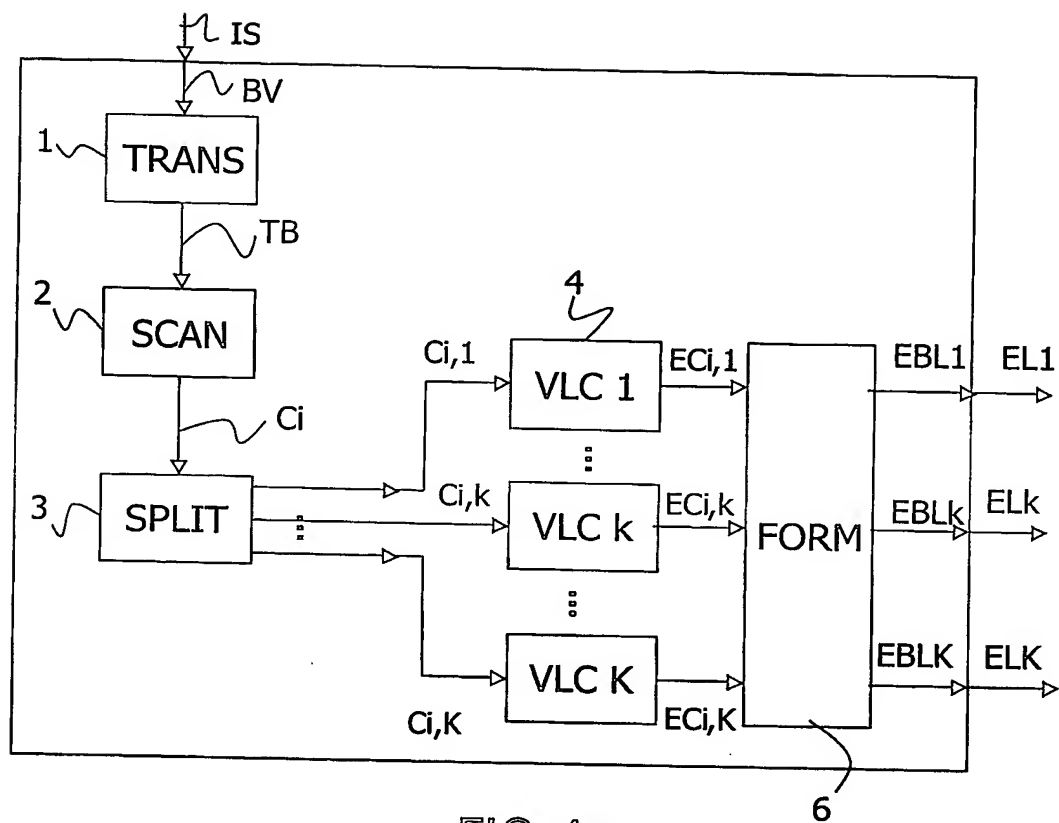 IS
BV
1
TRANS
TB
2
SCAN
4
Ci
Ci,1
VLC 1
ECi,1
EBL1
EL1
3
SPLIT
Ci,k
VLC k
ECi,k
FORM
EBLk
ELk
Ci,K
VLC K
ECi,K
EBLK
ELK
6